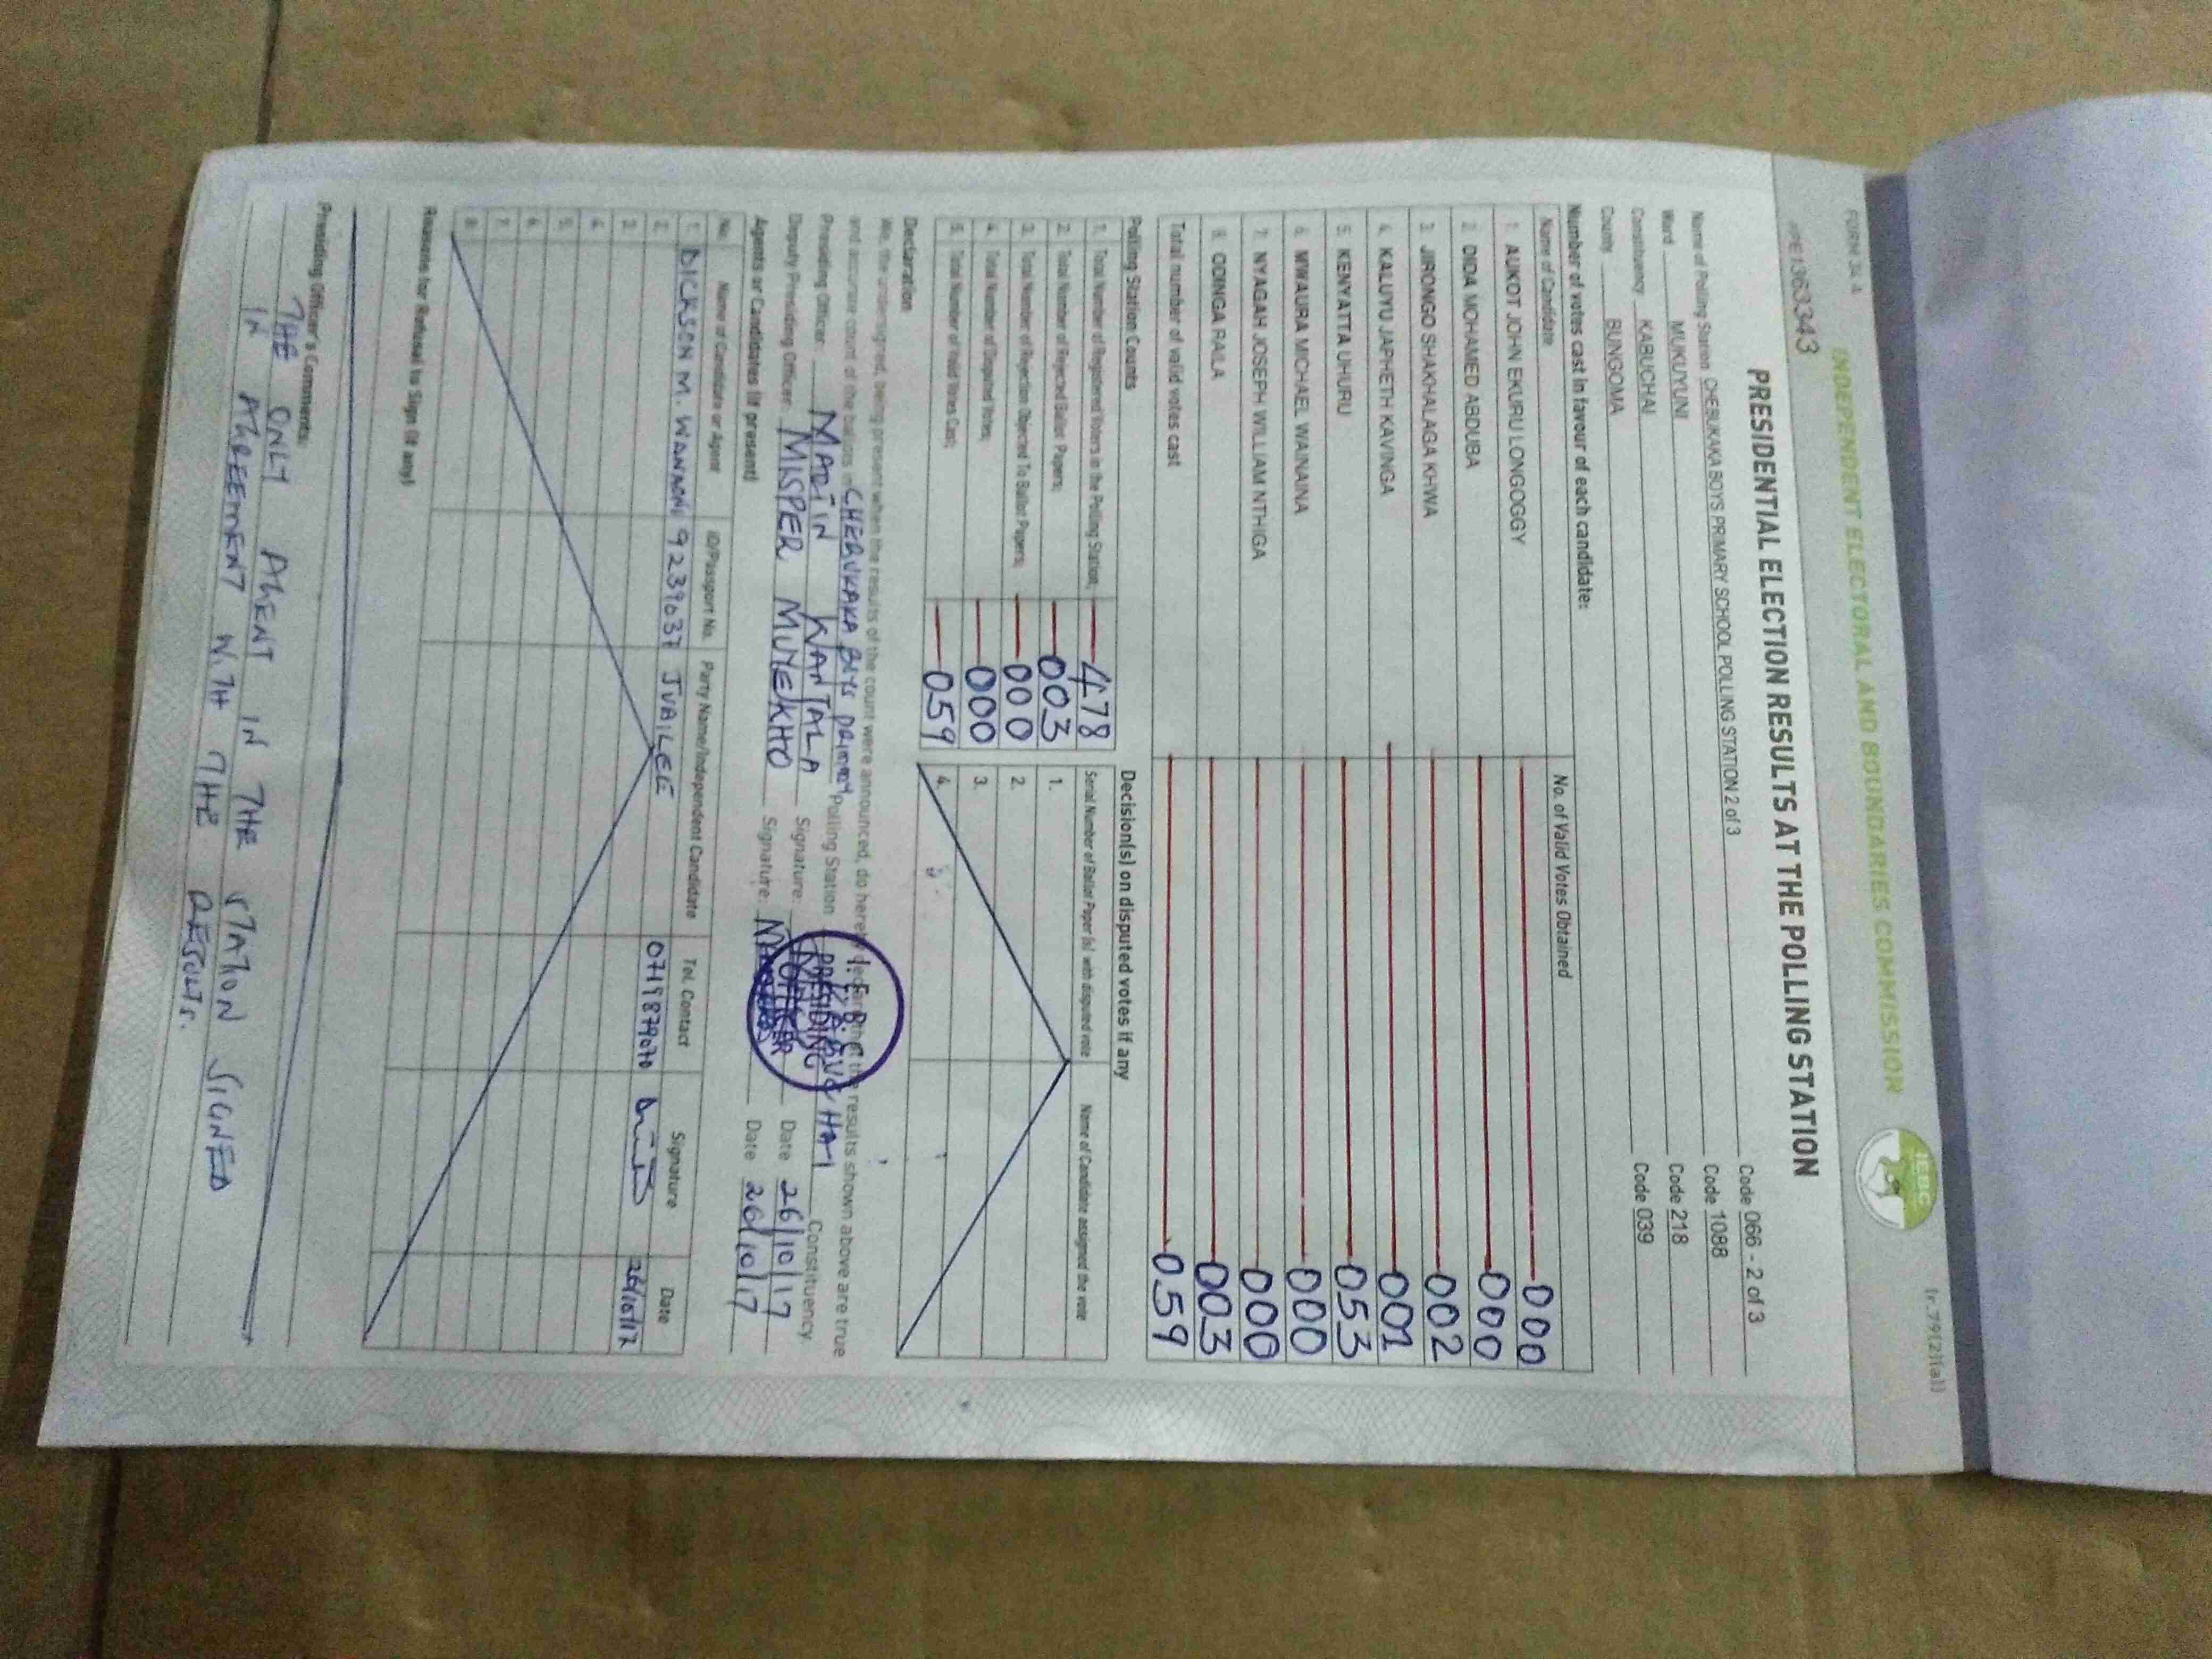 FORM 34 A
[r.79(2)(a)]
INDEPENDENT ELECTORAL AND BOUNDARIES COMMISSION
IEBC
PRE1363343
PRESIDENTIAL ELECTION RESULTS AT THE POLLING STATION
Name of Polling Station CHEBUKAKA BOYS PRIMARY SCHOOL POLLING STATION 2 of 3 Code 066 - 2 of 3
Ward MUKUYUNI Code 1088
Constituency KABUCHAI Code 218
County BUNGOMA Code 039
Number of votes cast in favour of each candidate:
Name of Candidate No. of Valid Votes Obtained
1. AUKOT JOHN EKURU LONGOGGY 000
2. DIDA MOHAMED ABDUBA 000
3. JIRONGO SHAKHALAGA KHWA 002
4. KALUYU JAPHETH KAVINGA 001
5. KENYATTA UHURU 053
6. MWAURA MICHAEL WAINAINA 000
7. NYAGAH JOSEPH WILLIAM NTHIGA 000
8. ODINGA RAILA 003
Total number of valid votes cast 059
Polling Station Counts
1. Total Number of Registered Voters in the Polling Station; 478
2. Total Number of Rejected Ballot Papers; 003
3. Total Number of Rejection Objected To Ballot Papers; 000
4. Total Number of Disputed Votes; 000
5. Total Number of Valid Votes Cast; 059
Decision(s) on disputed votes if any
Serial Number of Ballot Paper (s) with disputed vote Name of Candidate assigned the vote
1.
2.
3.
4.
Declaration
We, the undersigned, being present when the results of the count were announced, do hereby declare that the results shown above are true
and accurate count of the ballots in CHEBUKAKA BOYS PRIMARY Polling Station KABUCHAI Constituency.
Presiding Officer: MARTIN WANTALA Signature: Date 26/10/17
Deputy Presiding Officer: MISPER MUYEKHO Signature: Date 26/10/17
I.E.B.C
PRESIDING
OFFICER
Agents or Candidates (if present)
No. Name of Candidate or Agent ID/Passport No. Party Name/Independent Candidate Tel. Contact Signature Date
1. DICKSON M. WANANI 9239037 JUBILEE 0719879070 26/10/17
2.
3.
4.
5.
6.
7.
8.
Reasons for Refusal to Sign (if any)
Presiding Officer's Comments:
THE ONLY AGENT IN THE STATION SIGNED
IN AGREEMENT WITH THE RESULTS.